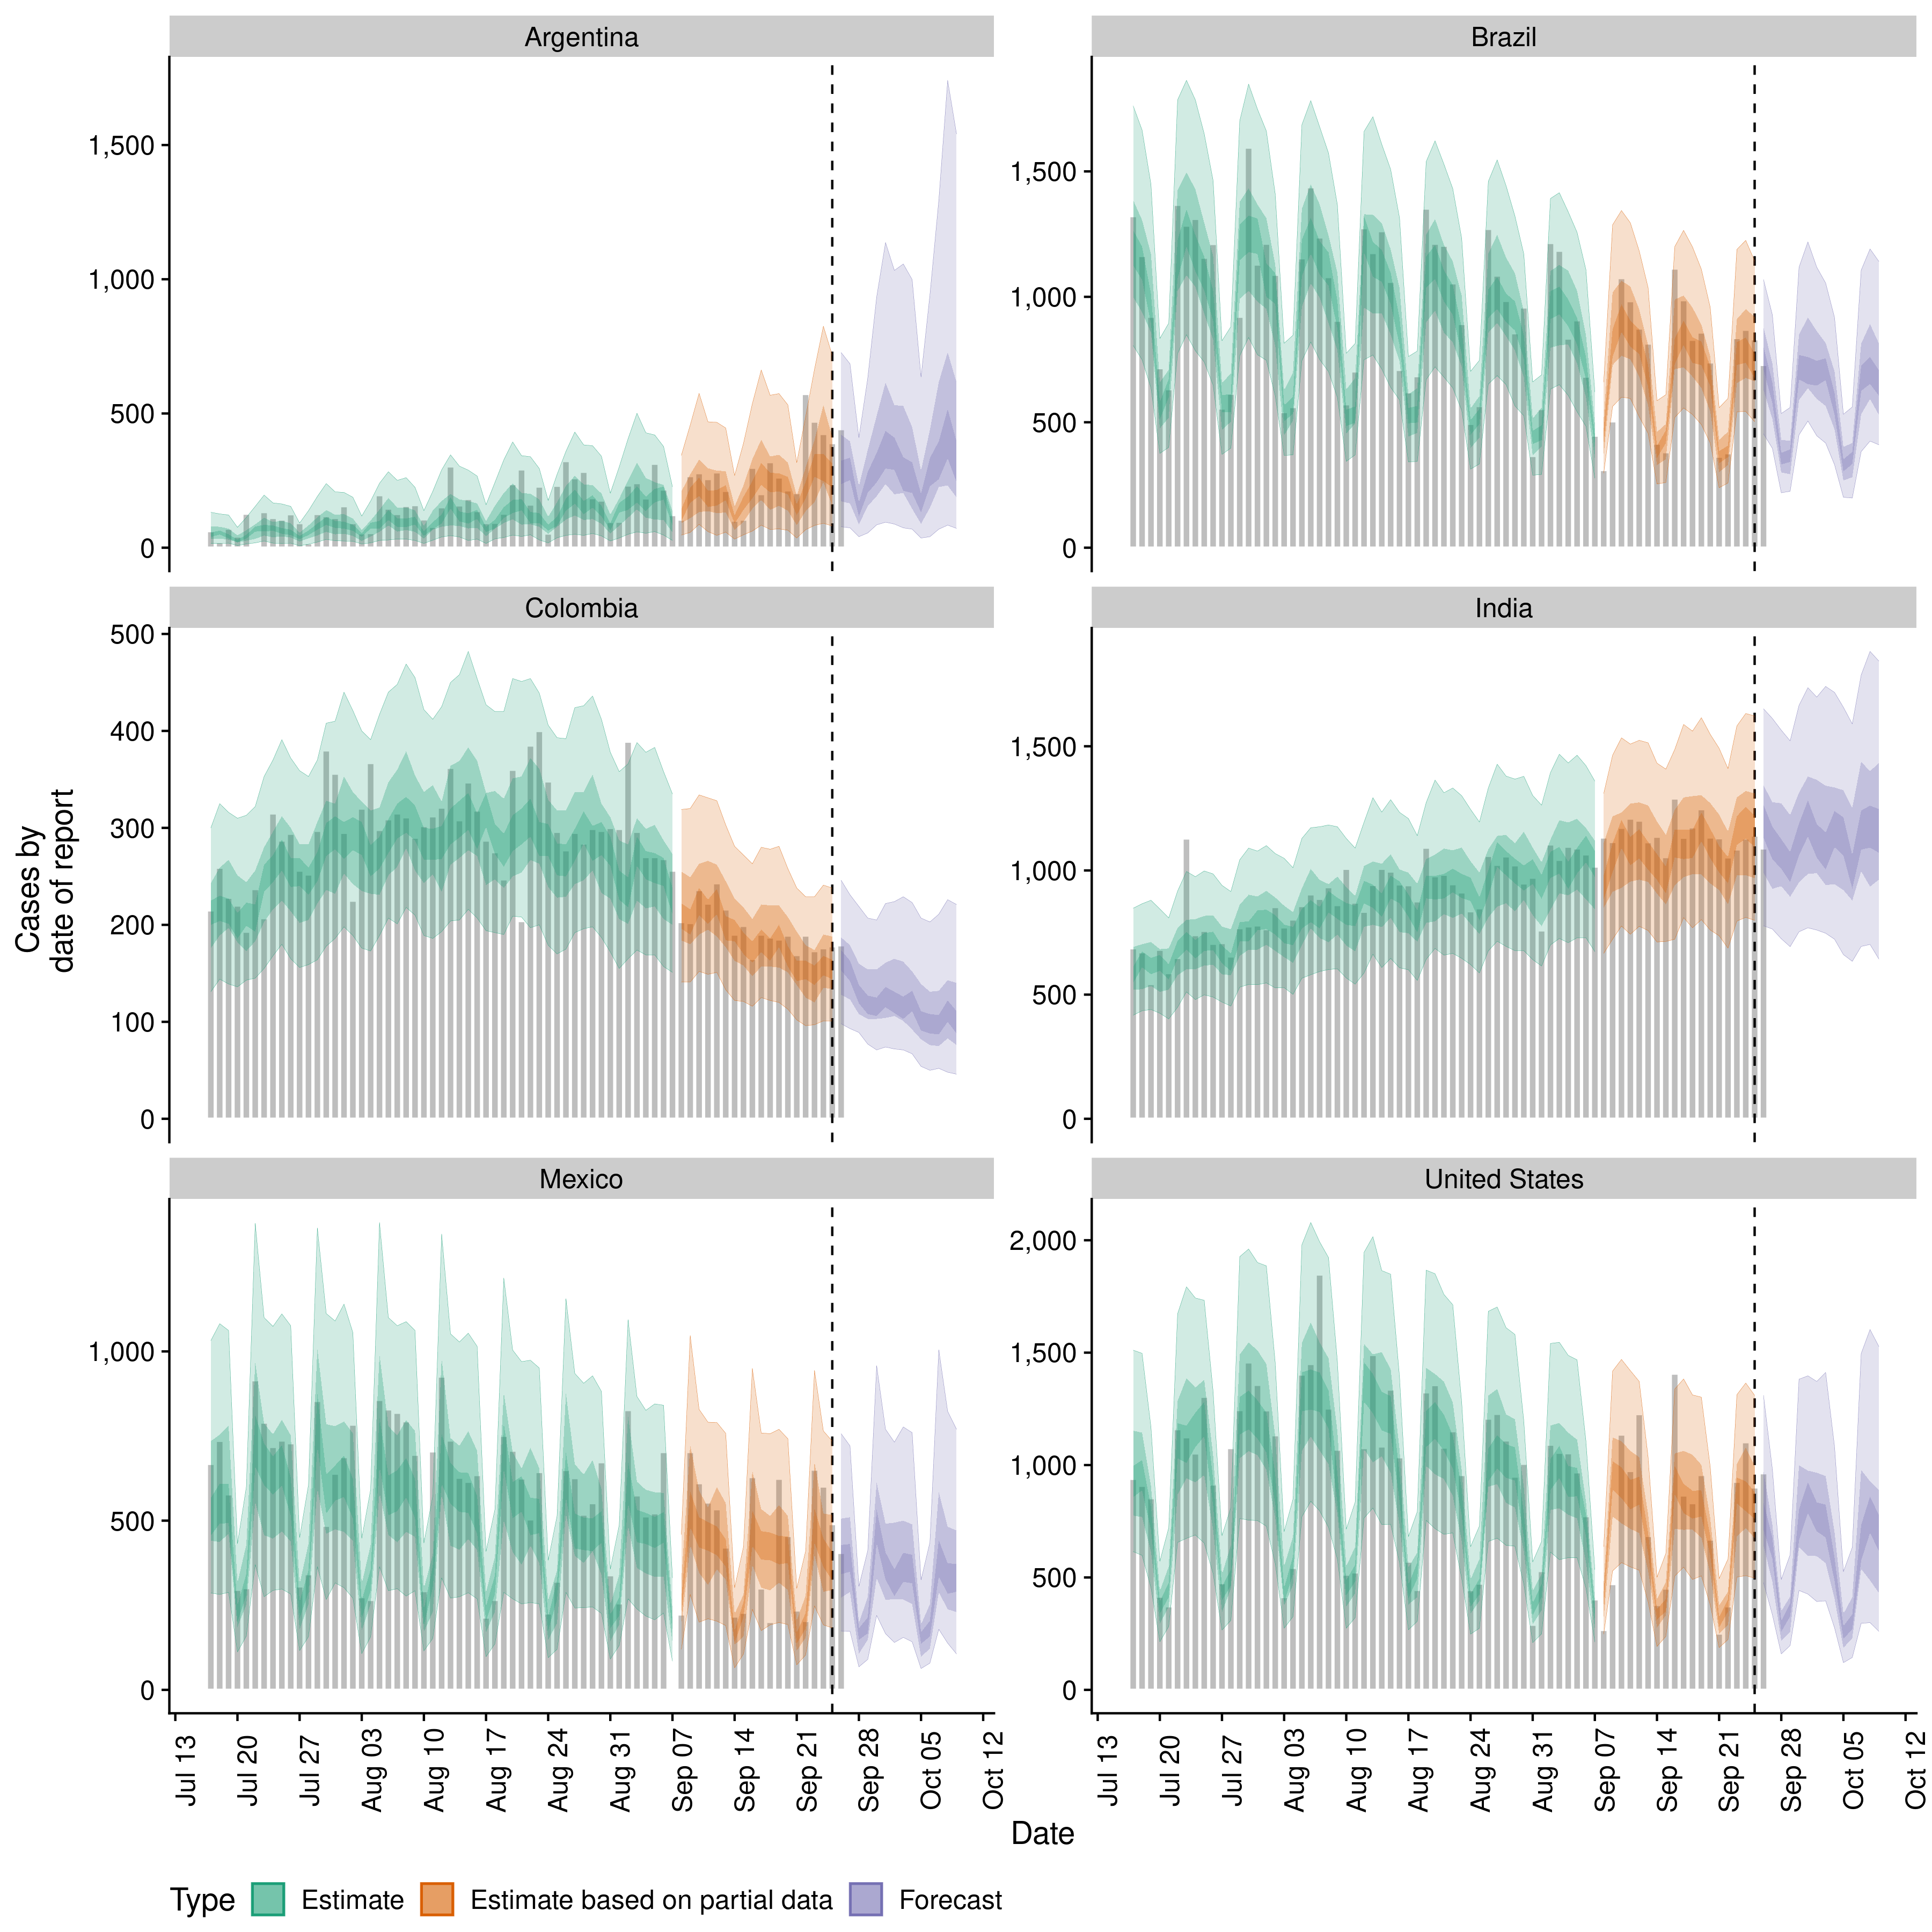 Argentina
Brazil
1,500
1,000
500
0
1,500
1,000
500
0
Colombia
India
500
400
300
200
100
0
1,500
1,000
500
0
Cases by
date of report
Mexico
United States
1,000
500
0
2,000
1,500
1,000
500
0
Jul 13
Jul 20
Jul 27
Aug 03
Aug 10
Aug 17
Aug 24
Aug 31
Sep 07
Sep 14
Sep 21
Sep 28
Oct 05
Oct 12
Jul 13
Jul 20
Jul 27
Aug 03
Aug 10
Aug 17
Aug 24
Aug 31
Sep 07
Sep 14
Sep 21
Sep 28
Oct 05
Oct 12
Date
Type Estimate Estimate based on partial data Forecast